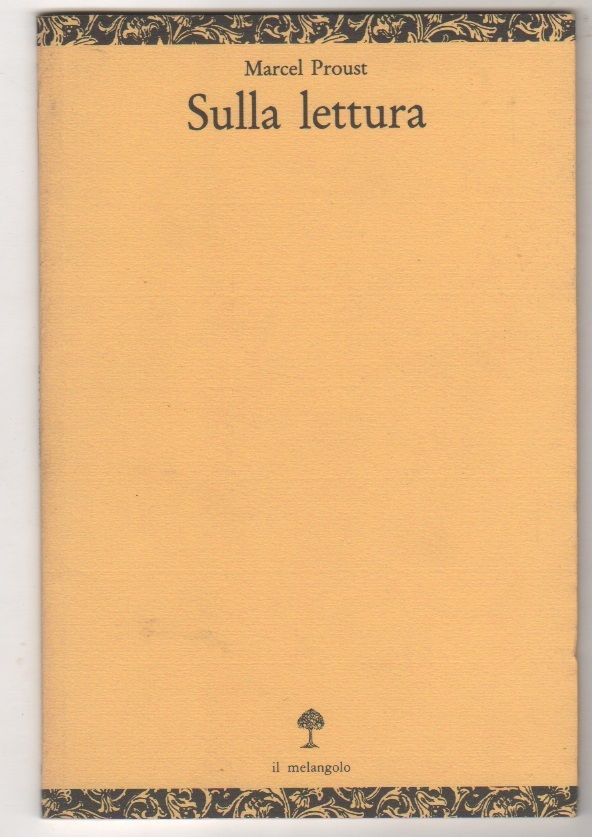 Marcel Proust
Sulla lettura
il melangolo